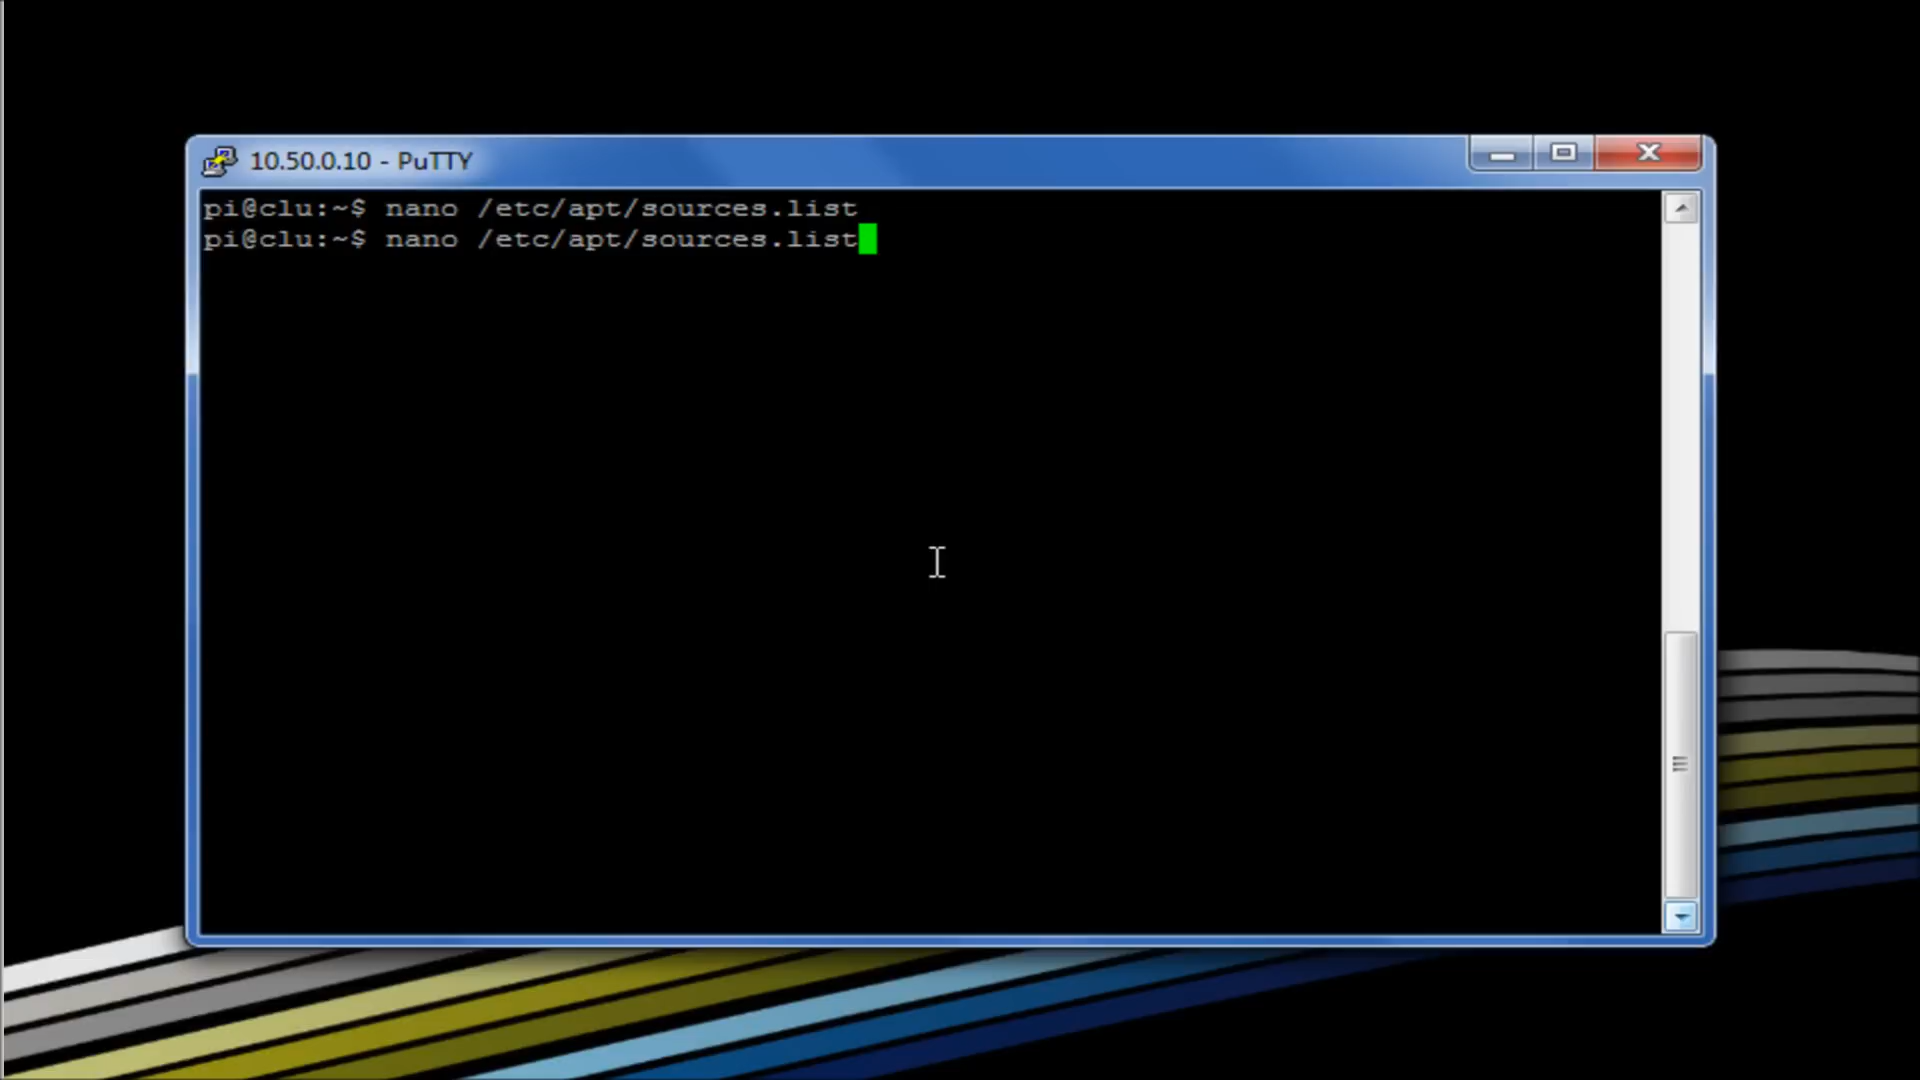 10.50.0.10 - PuTTY
pi@clu:~$ nano /etc/apt/sources.list
pi@clu:~$ nano /etc/apt/sources.list